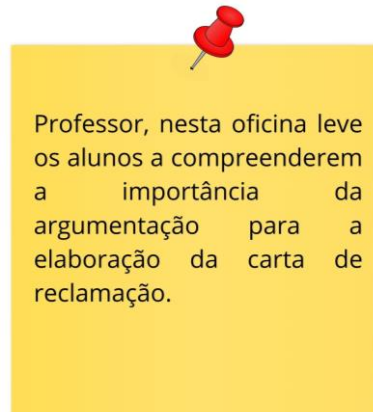 Professor, nesta oficina leve
os alunos a compreenderem
a importância da
argumentação para a
elaboração da carta de
reclamação.